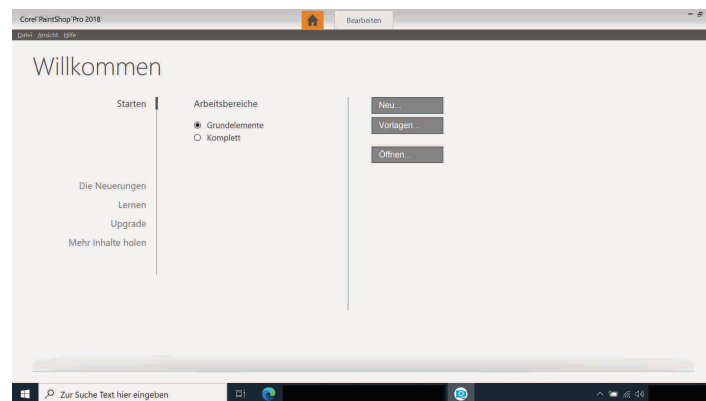 Corel PaintShop Pro 2018
Bearbeiten
Datei Ansicht Hilfe
Willkommen
Starten
Arbeitsbereiche
Grundelemente
Komplett
Neu...
Vorlagen...
Öffnen...
Die Neuerungen
Lernen
Upgrade
Mehr Inhalte holen
Zur Suche Text hier eingeben